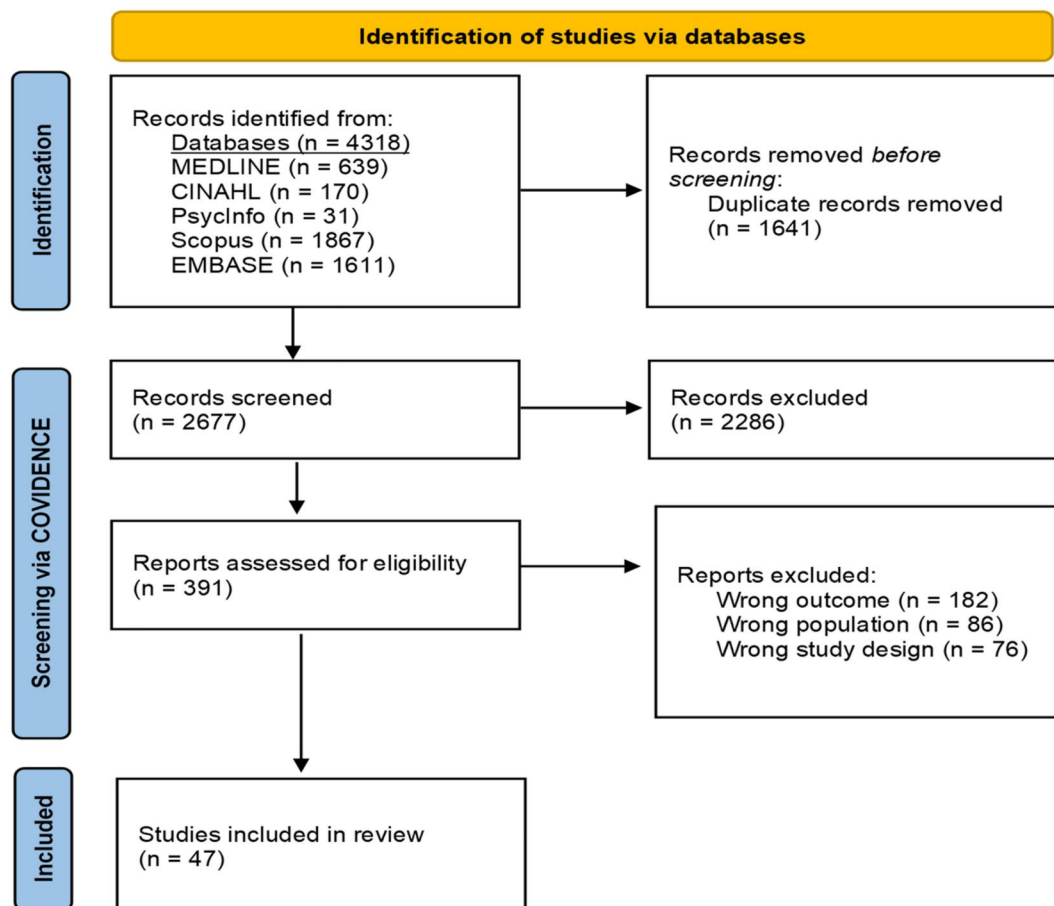 Identification of studies via databases
Identification
Records identified from:
Databases (n = 4318)
MEDLINE (n = 639)
CINAHL (n = 170)
PsycInfo (n = 31)
Scopus (n = 1867)
EMBASE (n = 1611)
Records removed before
screening:
Duplicate records removed
(n = 1641)
Screening via COVIDENCE
Records screened
(n = 2677)
Records excluded
(n = 2286)
Reports assessed for eligibility
(n = 391)
Reports excluded:
Wrong outcome (n = 182)
Wrong population (n = 86)
Wrong study design (n = 76)
Included
Studies included in review
(n = 47)